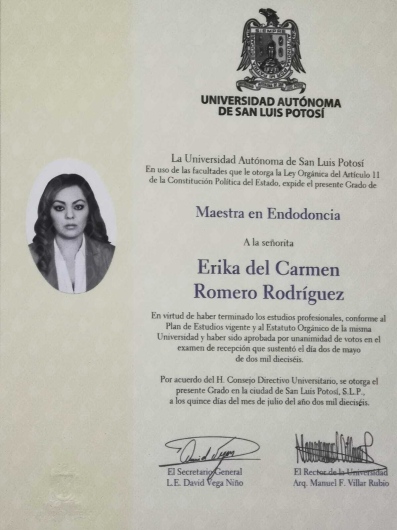 SIEMPRE
UNIVERSIDAD AUTÓNOMA
DE SAN LUIS POTOSÍ
La Universidad Autónoma de San Luis Potosí
En uso de las facultades que le otorga la Ley Orgánica del Artículo 11
de la Constitución Política del Estado, expide el presente Grado de
Maestra en Endodoncia
A la señorita
Erika del Carmen
Romero Rodríguez
En virtud de haber terminado los estudios profesionales, conforme al
Plan de Estudios vigente y al Estatuto Orgánico de la misma
Universidad y haber sido aprobada por unanimidad de votos en el
examen de recepción que sustentó el día dos de mayo
de dos mil dieciséis.
Por acuerdo del H. Consejo Directivo Universitario, se otorga el
presente Grado en la ciudad de San Luis Potosí, S.L.P.,
a los quince días del mes de julio del año dos mil dieciséis.
El Secretario General
L.E. David Vega Niño
El Rector de la Universidad
Arq. Manuel F. Villar Rubio